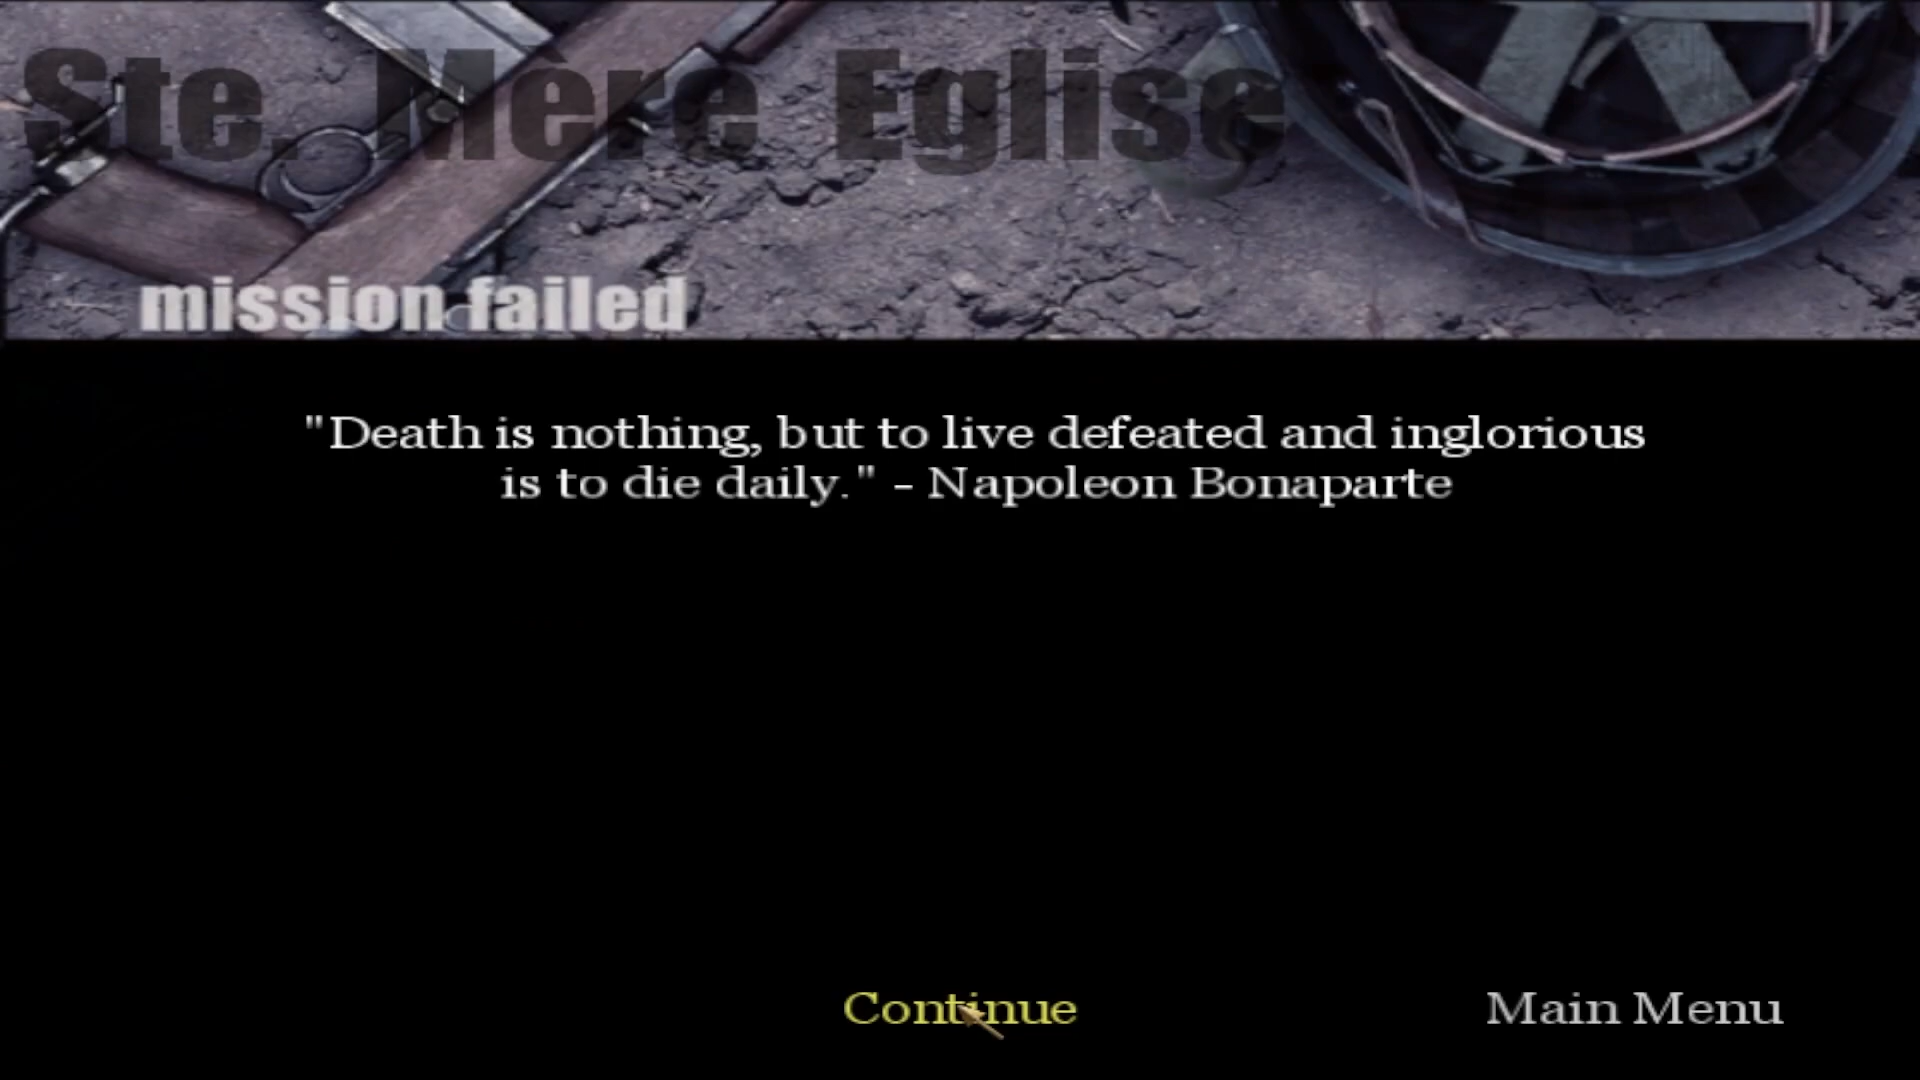 Ste. Mère Eglise
mission failed
"Death is nothing, but to live defeated and inglorious
is to die daily." - Napoleon Bonaparte
Continue
Main Menu